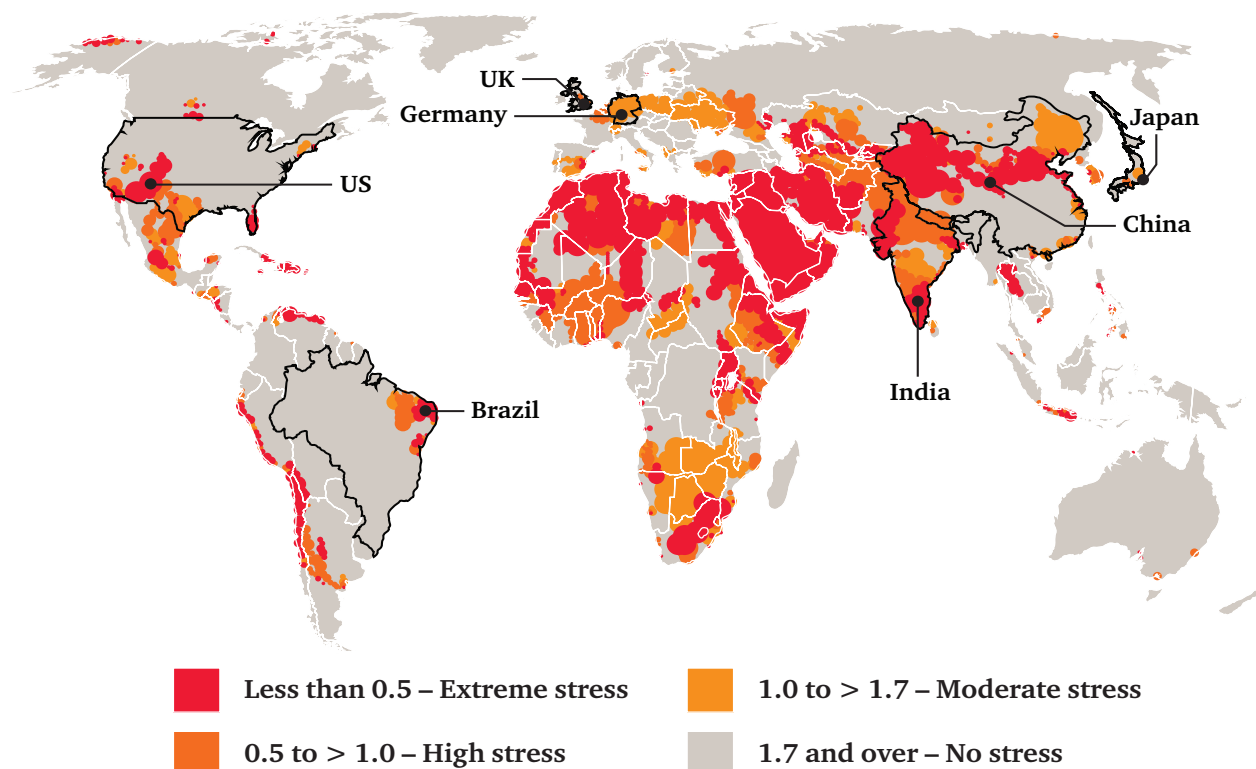 UK
Germany
Japan
US
China
India
Brazil
Less than 0.5 – Extreme stress
1.0 to > 1.7 – Moderate stress
0.5 to > 1.0 – High stress
1.7 and over – No stress